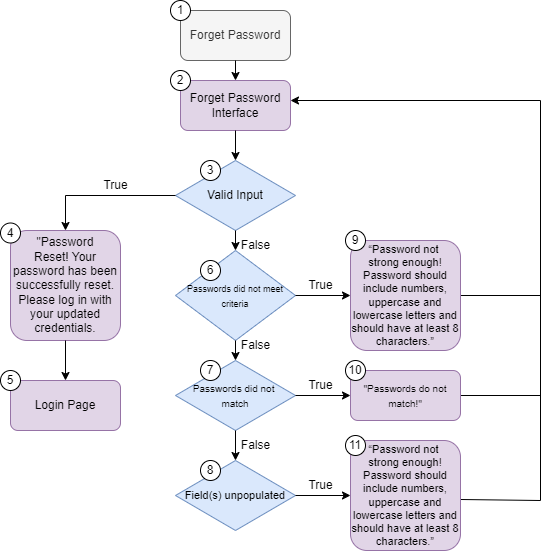 1
Forget Password
2
Forget Password
Interface
3
Valid Input
True
False
4
"Password
Reset! Your
password has been
successfully reset.
Please log in with
your updated
credentials.
5
Login Page
6
Passwords did not meet
criteria
True
False
9
“Password not
strong enough!
Password should
include numbers,
uppercase and
lowercase letters and
should have at least 8
characters.”
7
Passwords did not
match
True
False
10
"Passwords do not
match!"
8
Field(s) unpopulated
True
11
“Password not
strong enough!
Password should
include numbers,
uppercase and
lowercase letters and
should have at least 8
characters.”